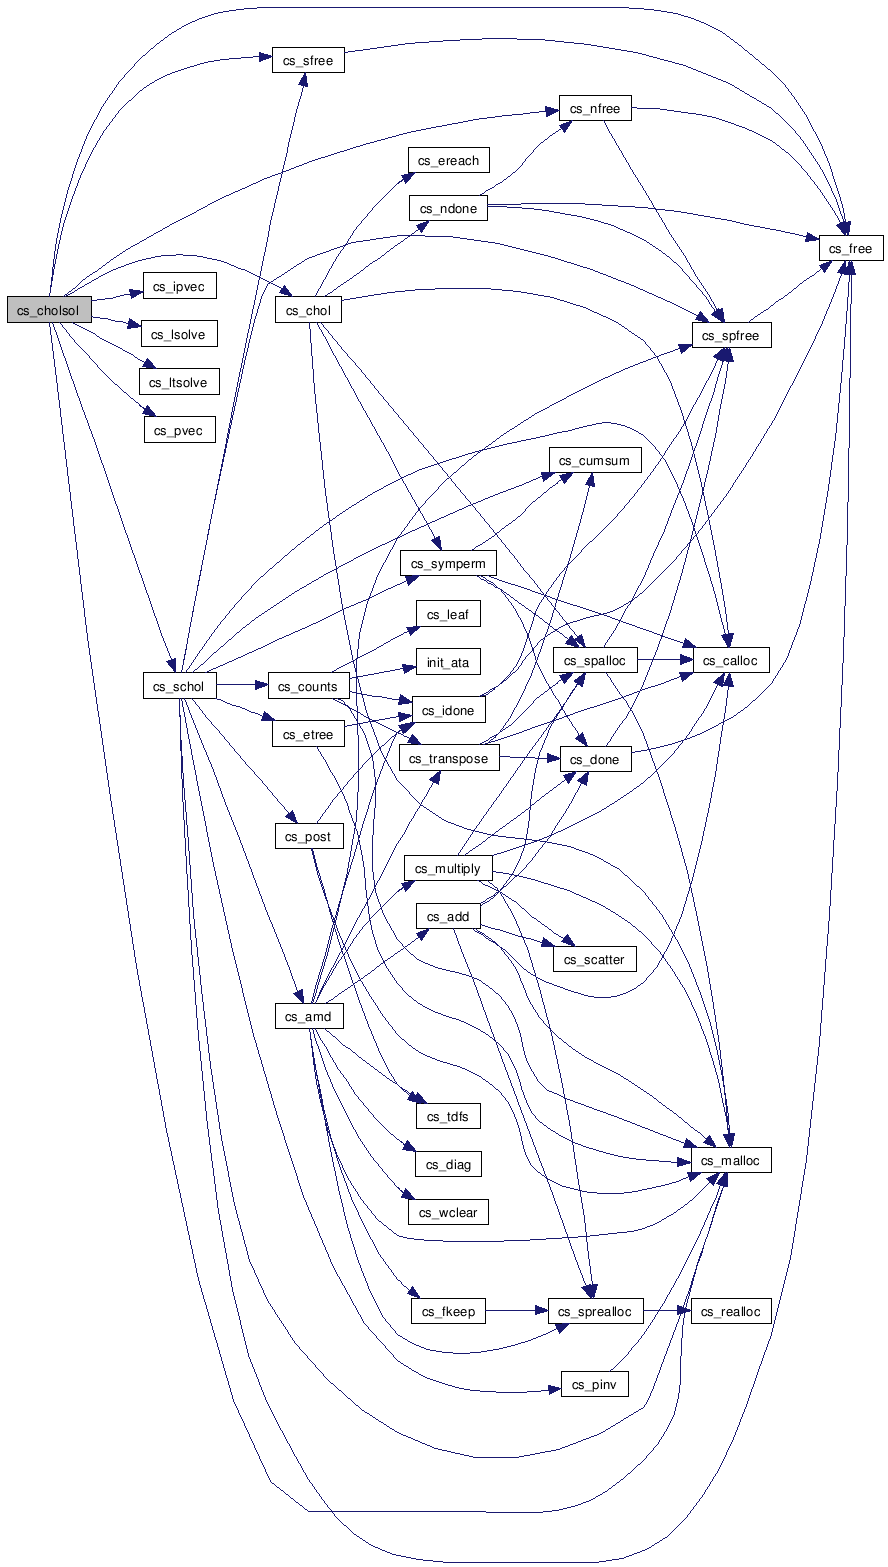 cs_sfree
cs_nfree
cs_ereach
cs_ndone
cs_free
cs_ipvec
cs_cholsol
cs_chol
cs_lsolve
cs_spfree
cs_ltsolve
cs_pvec
cs_cumsum
cs_symperm
cs_leaf
init_ata
cs_spalloc
cs_calloc
cs_schol
cs_counts
cs_idone
cs_etree
cs_transpose
cs_done
cs_post
cs_multiply
cs_add
cs_scatter
cs_amd
cs_tdfs
cs_diag
cs_malloc
cs_wclear
cs_fkeep
cs_sprealloc
cs_realloc
cs_pinv